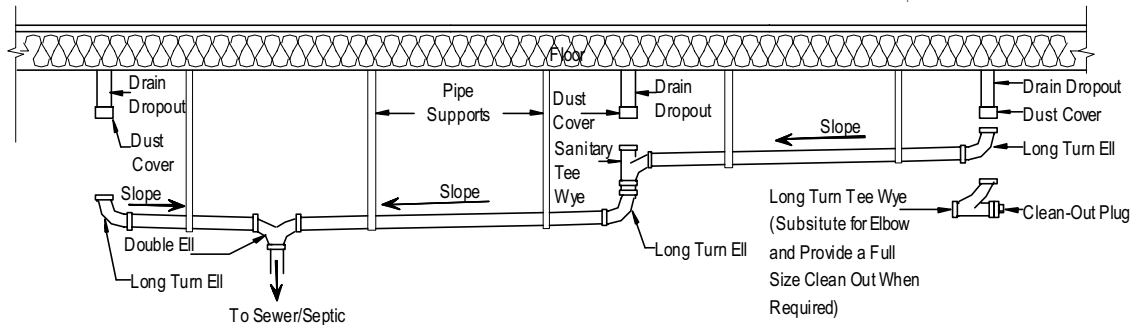 Floor
Drain
Dropout
Dust
Cover
Pipe
Supports
Dust
Cover
Sanitary
Tee
Wye
Drain
Dropout
Slope
Drain Dropout
Dust Cover
Long Turn Ell
Slope
Slope
Double Ell
Long Turn Ell
To Sewer/Septic
Long Turn Ell
Long Turn Tee Wye
(Subsitute for Elbow
and Provide a Full
Size Clean Out When
Required)
Clean-Out Plug